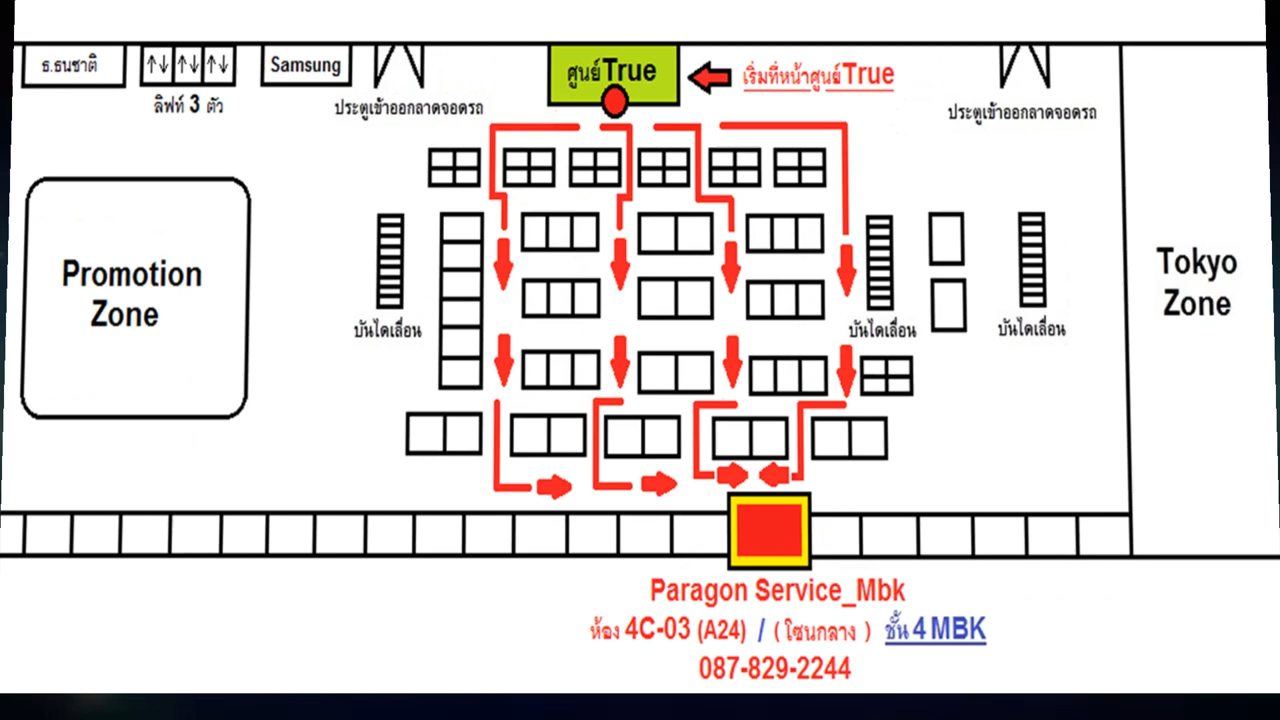 ธ.ธนชาติ
ลิฟท์ 3 ตัว
Samsung
ประตูเข้าออกลาดจอดรถ
ศูนย์True
เริ่มที่หน้าศูนย์True
ประตูเข้าออกลาดจอดรถ
Promotion
Zone
บันไดเลื่อน
บันไดเลื่อน
บันไดเลื่อน
Tokyo
Zone
Paragon Service_Mbk
ห้อง 4C-03 (A24) / ( โซนกลาง ) ชั้น 4 MBK
087-829-2244